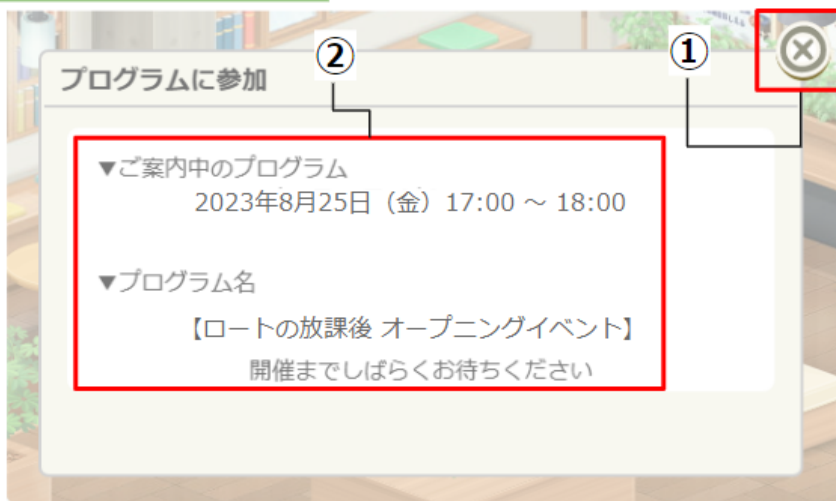 ②
①
プログラムに参加
▼ご案内中のプログラム
2023年8月25日（金）17:00 ～ 18:00
▼プログラム名
【ロートの放課後 オープニングイベント】
開催までしばらくお待ちください